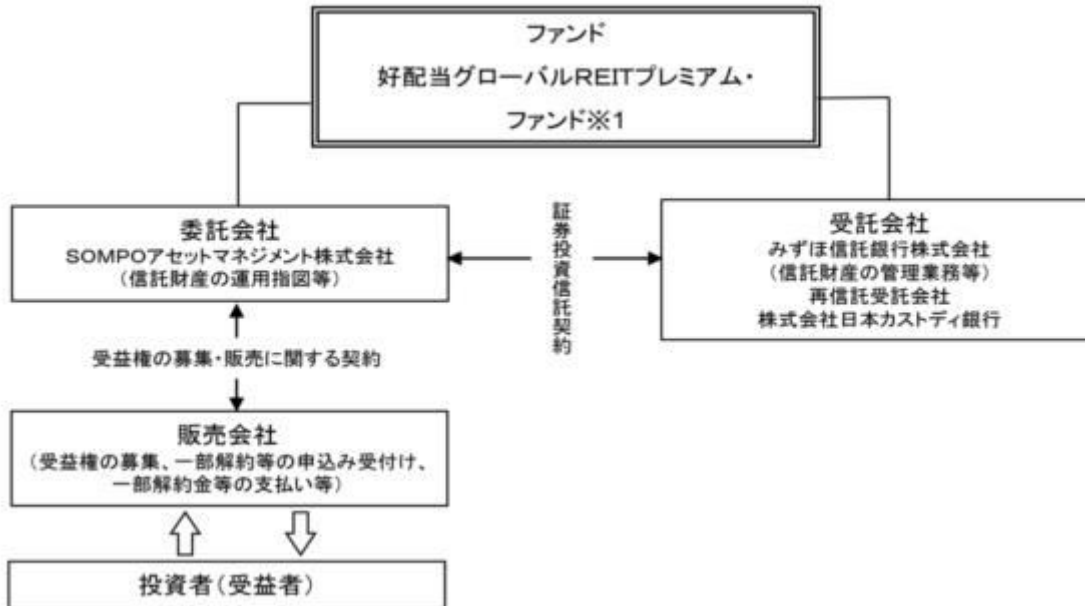 ファンド
好配当グローバルREITプレミアム・
ファンド※1
委託会社
SOMPOアセットマネジメント株式会社
(信託財産の運用指図等)
証券投資信託契約
受託会社
みずほ信託銀行株式会社
(信託財産の管理業務等)
再信託受託会社
株式会社日本カストディ銀行
受益権の募集・販売に関する契約
販売会社
(受益権の募集、一部解約等の申込み受付け、
一部解約金等の支払い等)
投資者(受益者)